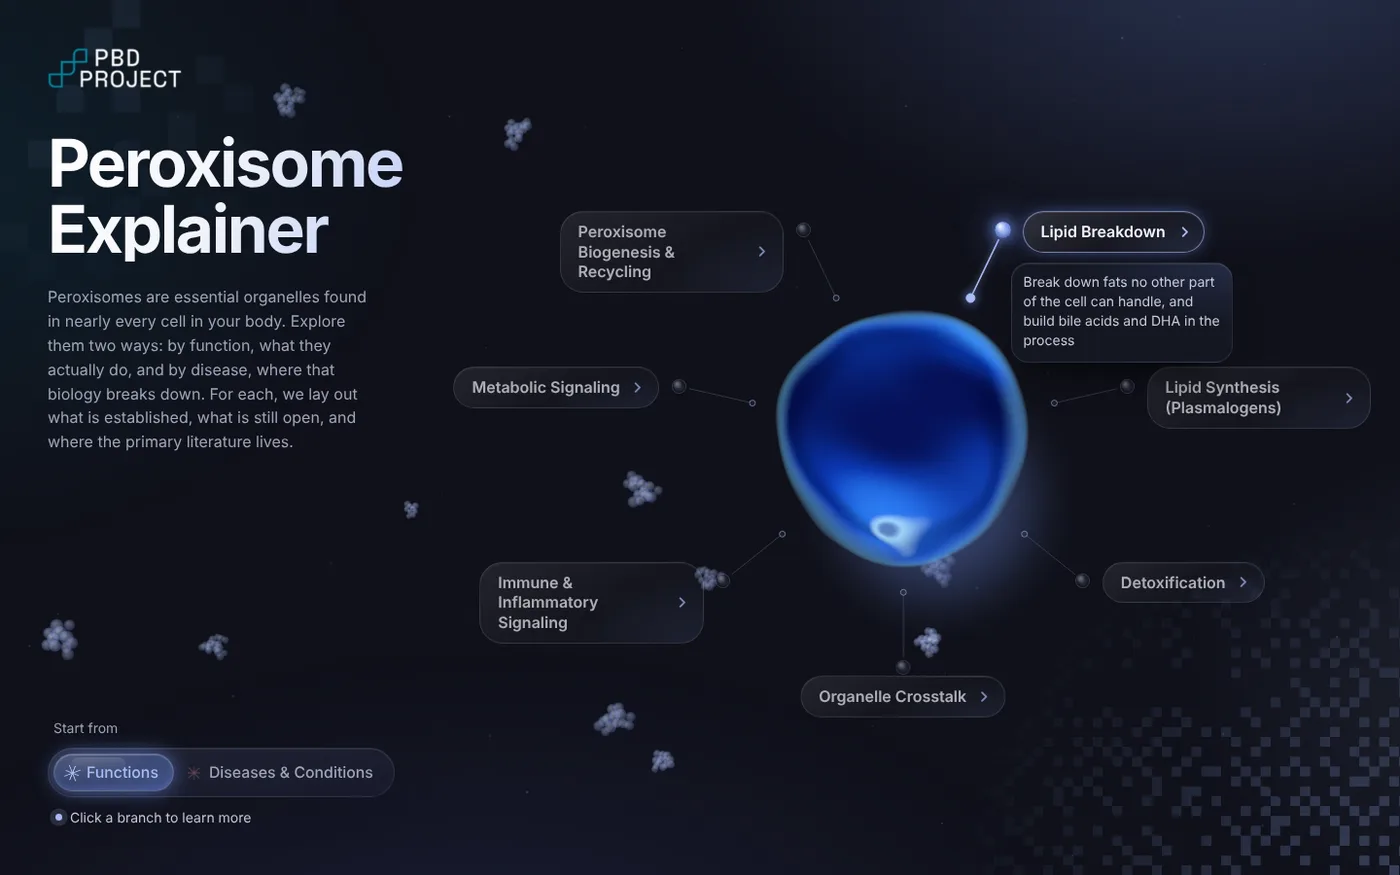 PBD
PROJECT
Peroxisome
Explainer
Peroxisomes are essential organelles found
in nearly every cell in your body. Explore
them two ways: by function, what they
actually do, and by disease, where that
biology breaks down. For each, we lay out
what is established, what is still open, and
where the primary literature lives.
Peroxisome
Biogenesis &
Recycling
Lipid Breakdown
Break down fats no other part
of the cell can handle, and
build bile acids and DHA in the
process
Metabolic Signaling
Lipid Synthesis
(Plasmalogens)
Immune &
Inflammatory
Signaling
Detoxification
Organelle Crosstalk
Start from
Functions
Diseases & Conditions
Click a branch to learn more